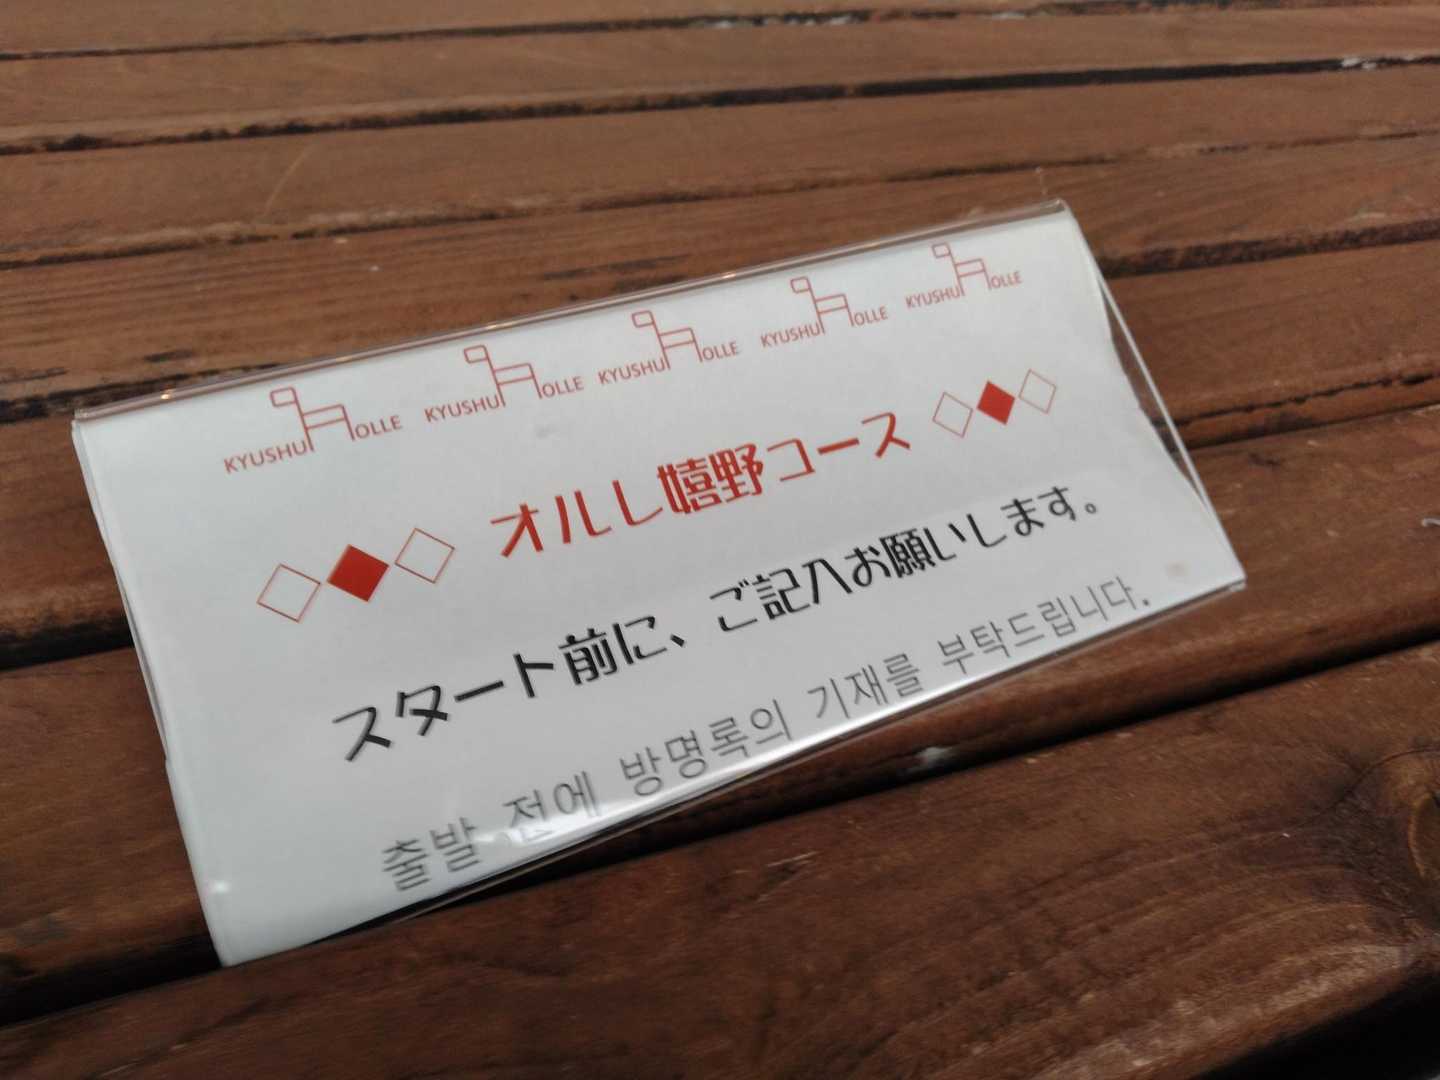 KYUSHU OLLE KYUSHU OLLE KYUSHU OLLE KYUSHU OLLE KYUSHU OLLE
◇◆◇ オルレ嬉野コース ◇◆◇
スタート前に、ご記入お願いします。
출발 전에 방명록의 기재를 부탁드립니다.